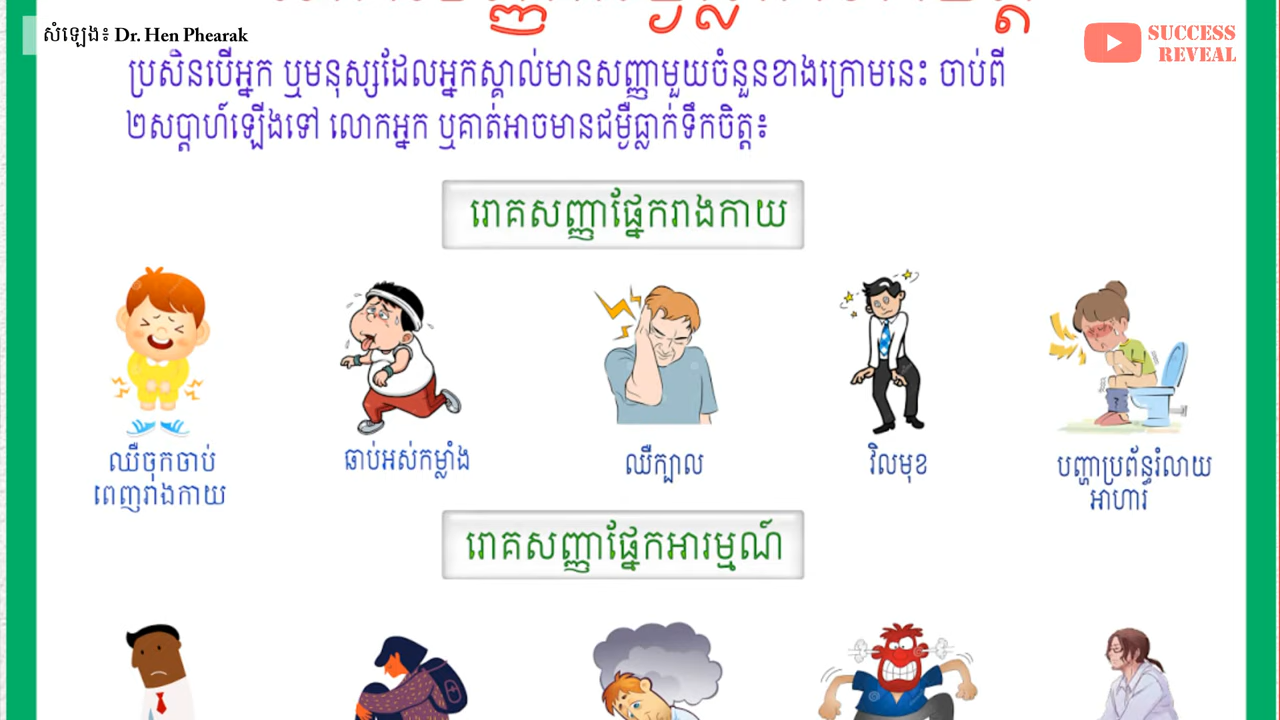 សំឡេង៖ Dr. Hen Phearak
SUCCESS
REVEAL
ប្រសិនបើអ្នក ឬមនុស្សដែលអ្នកស្គាល់មានសញ្ញាមួយចំនួនខាងក្រោមនេះ ចាប់ពី
២សប្តាហ៍ឡើងទៅ លោកអ្នក ឬគាត់អាចមានជម្ងឺធ្លាក់ទឹកចិត្ត៖
រោគសញ្ញាផ្នែករាងកាយ
ឈឺចុកចាប់
ពេញរាងកាយ
ឆាប់អស់កម្លាំង
ឈឺក្បាល
វិលមុខ
បញ្ហាប្រព័ន្ធរំលាយ
អាហារ
រោគសញ្ញាផ្នែកអារម្មណ៍